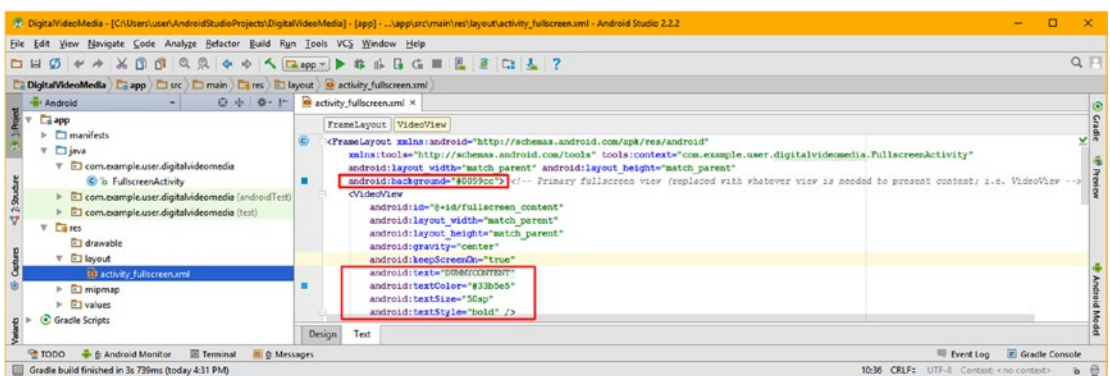 DigitalVideoMedia - [C:\Users\user\AndroidStudioProjects\DigitalVideoMedia] - [app] - ...\app\src\main\res\layout\activity_fullscreen.xml - Android Studio 2.2.2
File Edit View Navigate Code Analyze Refactor Build Run Tools VCS Window Help
app
DigitalVideoMedia app src main res layout activity_fullscreen.xml
Android
activity_fullscreen.xml
1: Project
2: Structure
Captures
Variants
app
manifests
java
com.example.user.digitalvideomedia
FullscreenActivity
com.example.user.digitalvideomedia (androidTest)
com.example.user.digitalvideomedia (test)
res
drawable
layout
activity_fullscreen.xml
mipmap
values
Gradle Scripts
FrameLayout VideoView
<FrameLayout xmlns:android="http://schemas.android.com/apk/res/android"
xmlns:tools="http://schemas.android.com/tools" tools:context="com.example.user.digitalvideomedia.FullscreenActivity"
android:layout_width="match_parent" android:layout_height="match_parent"
android:background="#0099cc"> <!-- Primary fullscreen view (replaced with whatever view is needed to present content; i.e. VideoView -->
<VideoView
android:id="@+id/fullscreen_content"
android:layout_width="match_parent"
android:layout_height="match_parent"
android:gravity="center"
android:keepScreenOn="true"
android:text="DUMMYCONTENT"
android:textColor="#33b5e5"
android:textSize="50sp"
android:textStyle="bold" />
Design Text
Gradle
Preview
Android Model
TODO 6: Android Monitor Terminal 0: Messages Event Log Gradle Console
Gradle build finished in 3s 739ms (today 4:31 PM) 10:36 CRLF÷ UTF-8 Context: <no context>